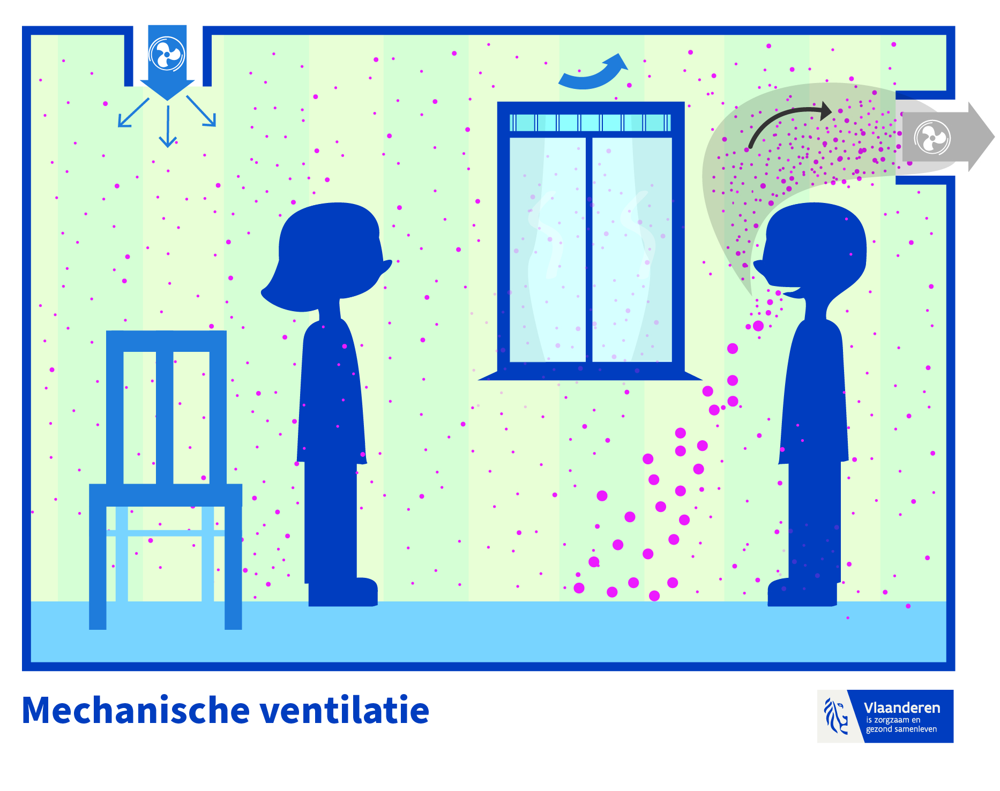 Mechanische ventilatie
Vlaanderen
is zorgzaam en
gezond samenleven